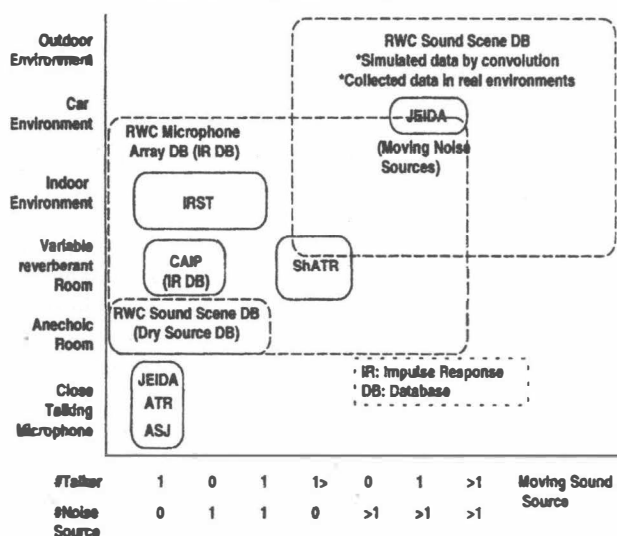 Outdoor
Environment
RWC Sound Scene DB
*Simulated data by convolution
*Collected data in real environments
Car
Environment
JEIDA
(Moving Noise
Sources)
RWC Microphone
Array DB (IR DB)
Indoor
Environment
IRST
Variable
reverberant
Room
CAIP
(IR DB)
ShATR
Anechoic
Room
RWC Sound Scene DB
(Dry Source DB)
Close
Talking
Microphone
JEIDA
ATR
ASJ
IR: Impulse Response
DB: Database
#Talker 1 0 1 1> 0 1 >1 Moving Sound
Source
#Noise 0 1 1 0 >1 >1 >1
Source